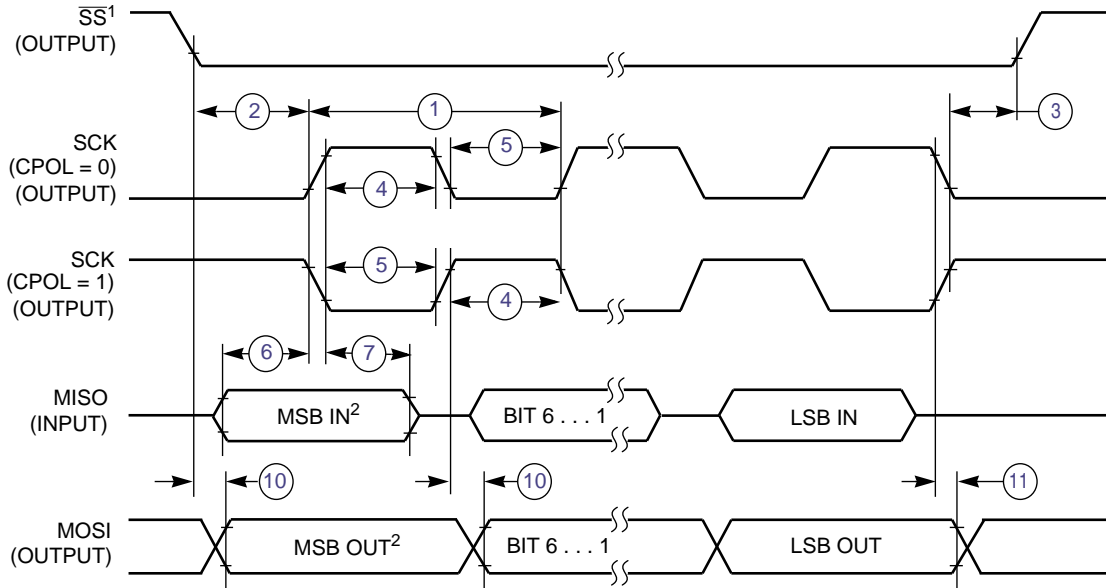 SS¹
(OUTPUT)
2
1
3
SCK
(CPOL = 0)
(OUTPUT)
5
4
SCK
(CPOL = 1)
(OUTPUT)
5
4
6
7
MISO
(INPUT)
MSB IN²
BIT 6 . . . 1
LSB IN
10
10
11
MOSI
(OUTPUT)
MSB OUT²
BIT 6 . . . 1
LSB OUT